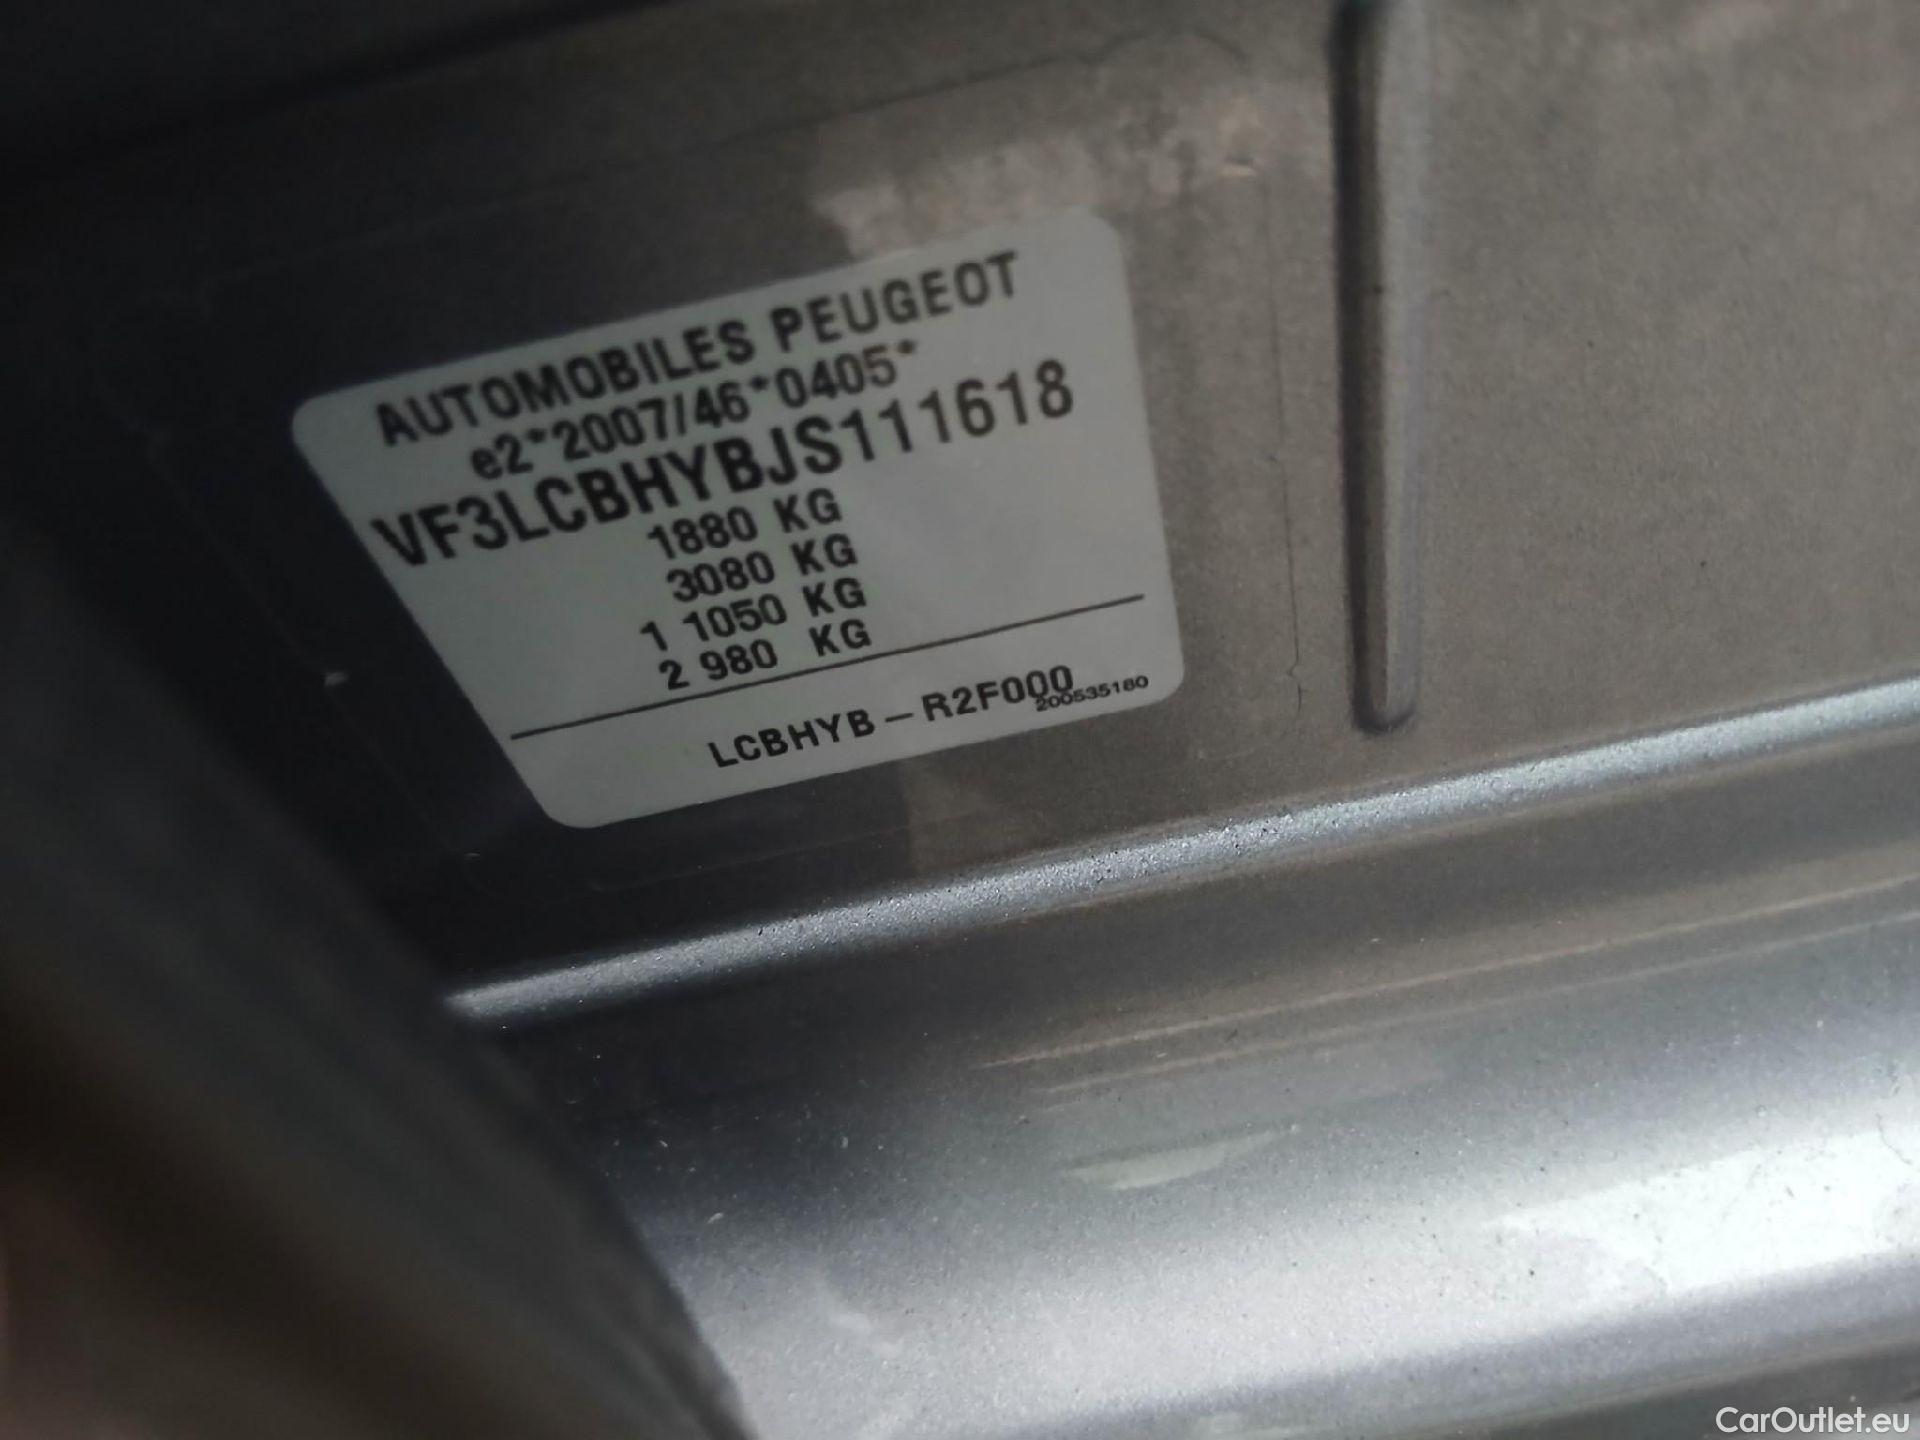 AUTOMOBILES PEUGEOT
e2*2007/46*0405*
VF3LCBHYBJS111618
1880 KG
3080 KG
1 1050 KG
2 980 KG
LCBHYB – R2F000
200535180
CarOutlet.eu